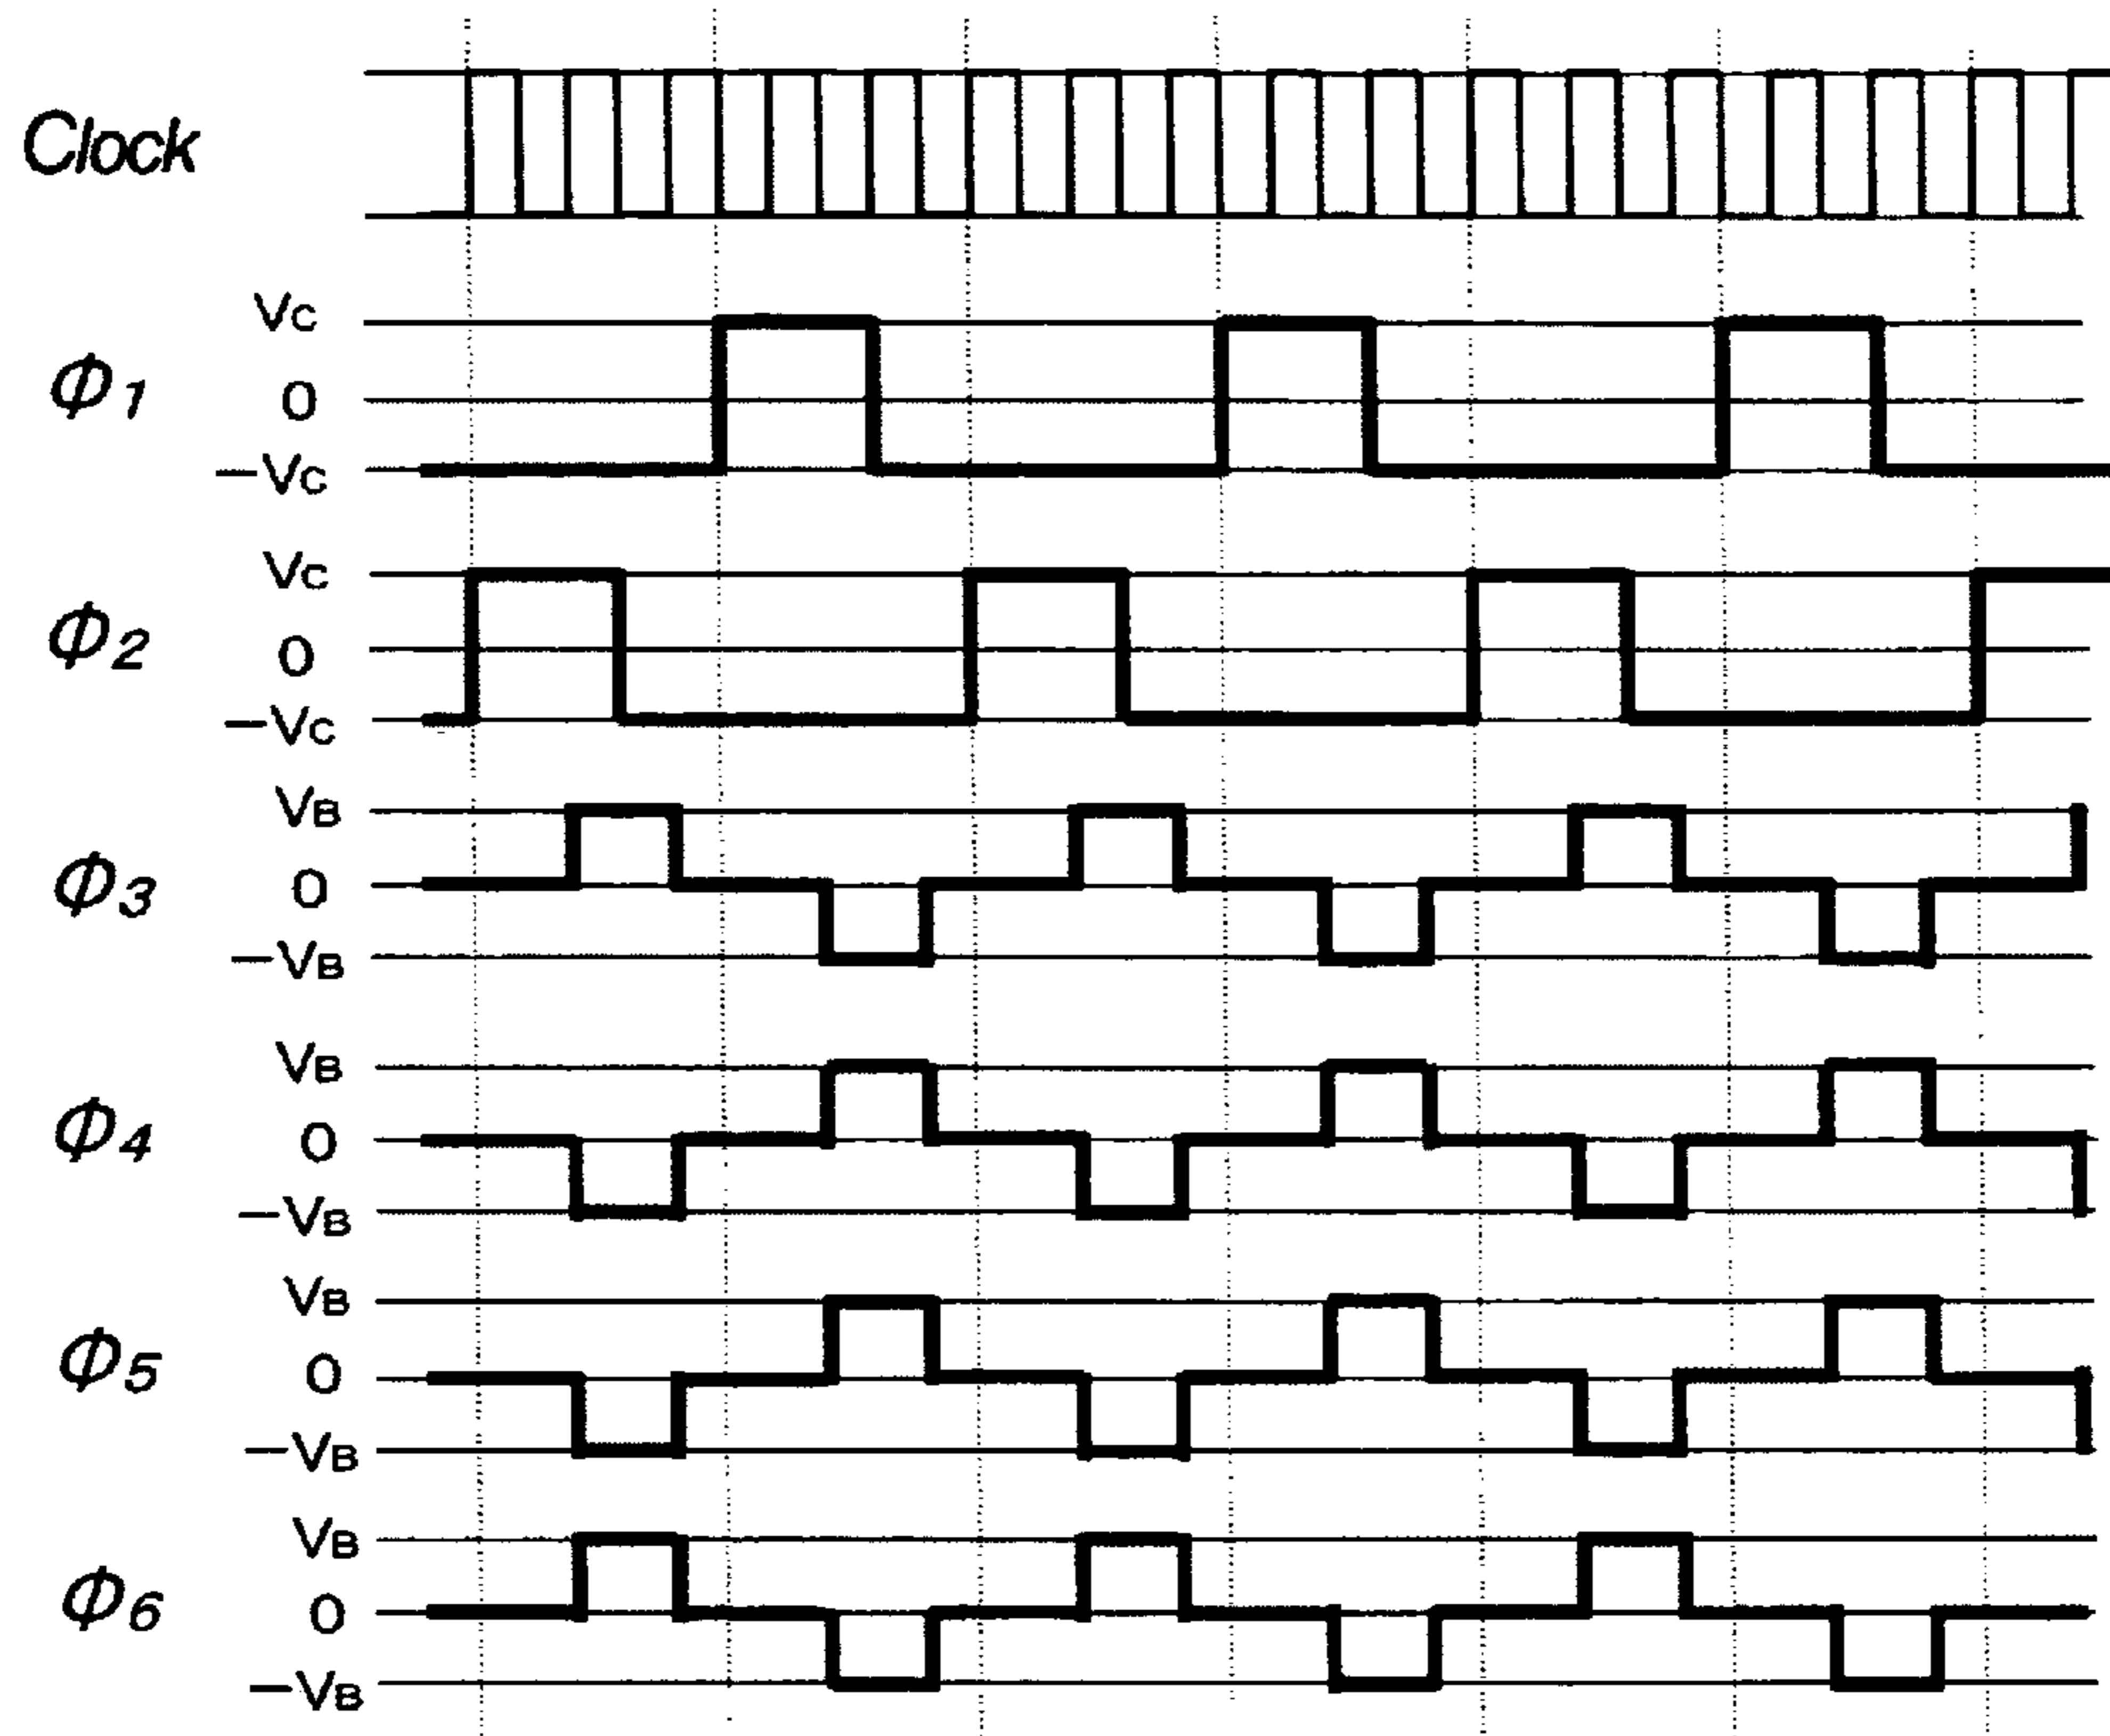 Clock
VC
Φ1 0
−VC
VC
Φ2 0
−VC
VB
Φ3 0
−VB
VB
Φ4 0
−VB
VB
Φ5 0
−VB
VB
Φ6 0
−VB